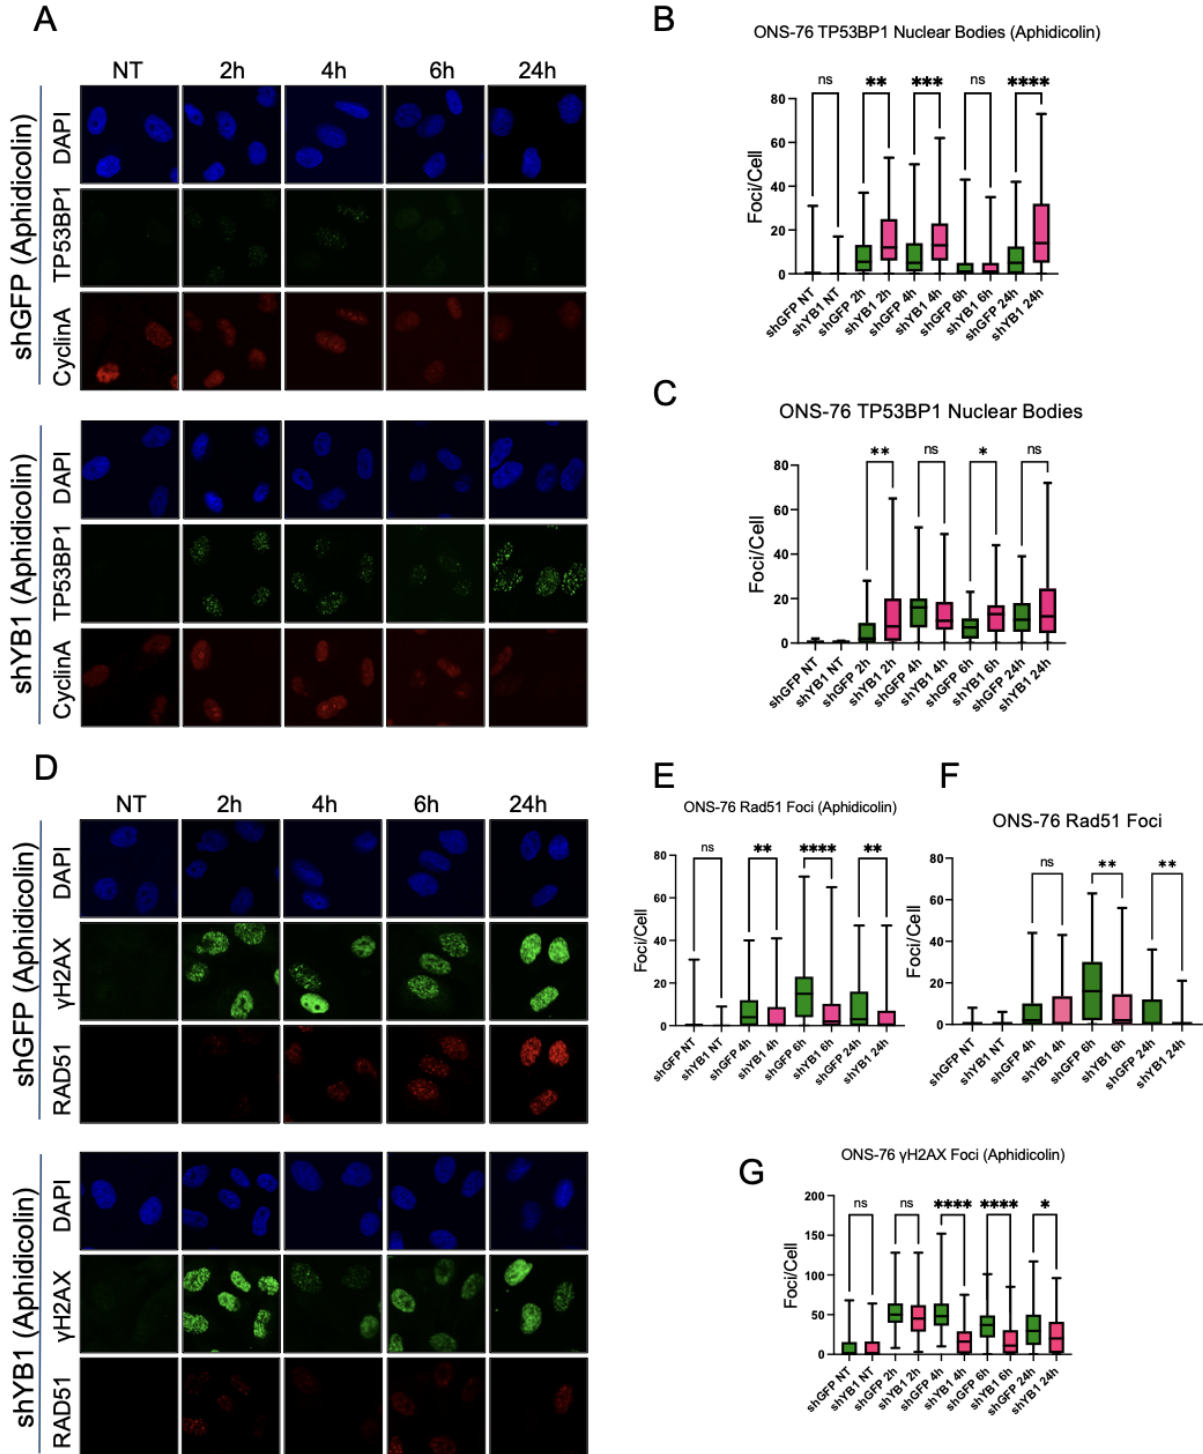 A
NT 2h 4h 6h 24h
shGFP (Aphidicolin)
DAPI
TP53BP1
CyclinA
shYB1 (Aphidicolin)
DAPI
TP53BP1
CyclinA
B
ONS-76 TP53BP1 Nuclear Bodies (Aphidicolin)
ns ** *** ns ****
Foci/Cell
80
60
40
20
0
shGFP NT shYB1 NT shGFP 2h shYB1 2h shGFP 4h shYB1 4h shGFP 6h shYB1 6h shGFP 24h shYB1 24h
C
ONS-76 TP53BP1 Nuclear Bodies
** ns * ns
Foci/Cell
80
60
40
20
0
shGFP NT shYB1 NT shGFP 2h shYB1 2h shGFP 4h shYB1 4h shGFP 6h shYB1 6h shGFP 24h shYB1 24h
D
NT 2h 4h 6h 24h
shGFP (Aphidicolin)
DAPI
γH2AX
RAD51
shYB1 (Aphidicolin)
DAPI
γH2AX
RAD51
E
ONS-76 Rad51 Foci (Aphidicolin)
ns ** **** **
Foci/Cell
80
60
40
20
0
shGFP NT shYB1 NT shGFP 4h shYB1 4h shGFP 6h shYB1 6h shGFP 24h shYB1 24h
F
ONS-76 Rad51 Foci
ns ** **
Foci/Cell
80
60
40
20
0
shGFP NT shYB1 NT shGFP 4h shYB1 4h shGFP 6h shYB1 6h shGFP 24h shYB1 24h
G
ONS-76 γH2AX Foci (Aphidicolin)
ns ns **** **** *
Foci/Cell
200
150
100
50
0
shGFP NT shYB1 NT shGFP 2h shYB1 2h shGFP 4h shYB1 4h shGFP 6h shYB1 6h shGFP 24h shYB1 24h